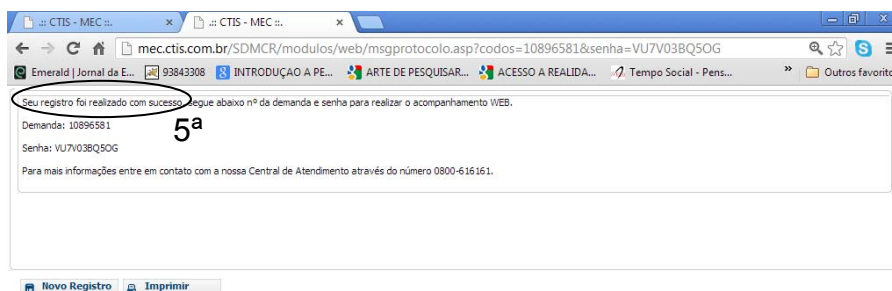 .:: CTIS - MEC ::.
.:: CTIS - MEC ::.
mec.ctis.com.br/SDMCR/modulos/web/msgprotocolo.asp?codos=10896581&senha=VU7V03BQ5OG
Emerald | Jornal da E... 93843308 INTRODUÇAO A PE... ARTE DE PESQUISAR... ACESSO A REALIDA... Tempo Social - Pens... » Outros favorito
Seu registro foi realizado com sucesso, segue abaixo nº da demanda e senha para realizar o acompanhamento WEB.
5ª
Demanda: 10896581
Senha: VU7V03BQ5OG
Para mais informações entre em contato com a nossa Central de Atendimento através do número 0800-616161.
Novo Registro Imprimir